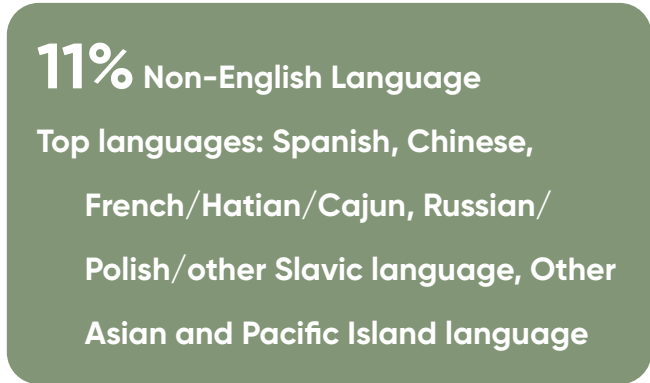 11% Non-English Language
Top languages: Spanish, Chinese,
French/Hatian/Cajun, Russian/
Polish/other Slavic language, Other
Asian and Pacific Island language